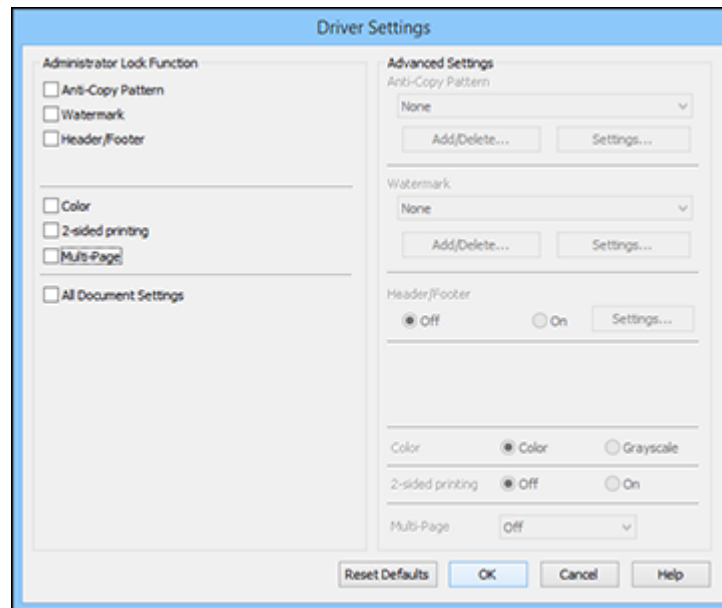 Driver Settings
Administrator Lock Function
Anti-Copy Pattern
Watermark
Header/Footer
Color
2-sided printing
Multi-Page
All Document Settings
Advanced Settings
Anti-Copy Pattern
None
Add/Delete... Settings...
Watermark
None
Add/Delete... Settings...
Header/Footer
Off On Settings...
Color Color Grayscale
2-sided printing Off On
Multi-Page Off
Reset Defaults OK Cancel Help